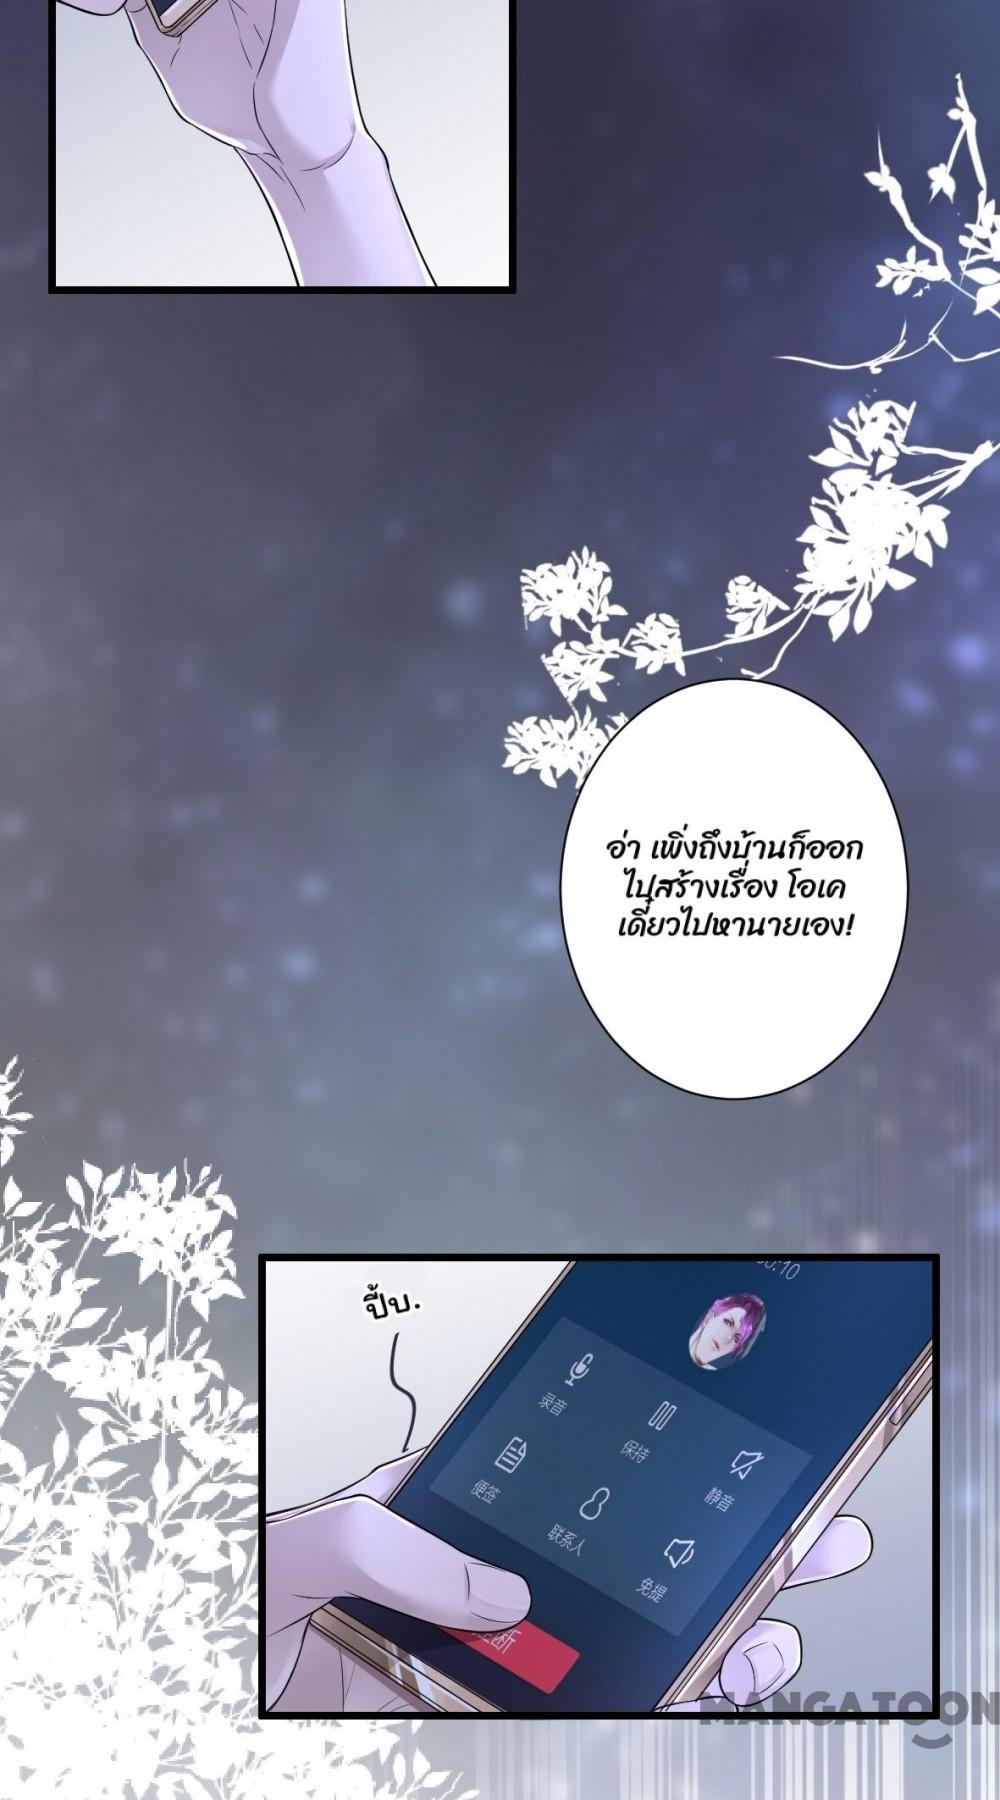 อ่า เพิ่งถึงบ้านก็ออก
ไปสร้างเรื่อง โอเค
เดี๋ยวไปหานายเอง!
ปี้บ.
:10
录音
保持
静音
便签
联系人
免提
断
MANGATOON